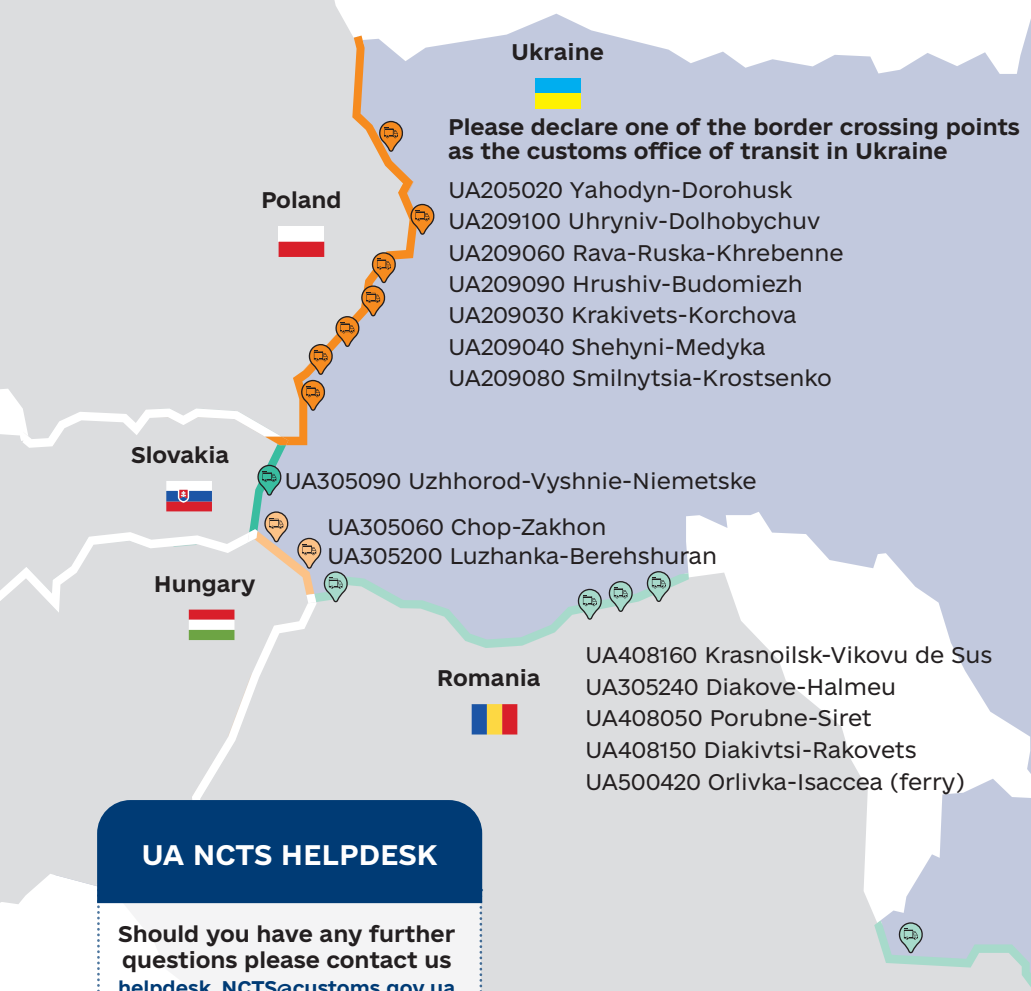 Ukraine
Please declare one of the border crossing points
as the customs office of transit in Ukraine
UA205020 Yahodyn-Dorohusk
UA209100 Uhryniv-Dolhobychuv
UA209060 Rava-Ruska-Khrebenne
UA209090 Hrushiv-Budomiezh
UA209030 Krakivets-Korchova
UA209040 Shehyni-Medyka
UA209080 Smilnytsia-Krostsenko
Poland
Slovakia
UA305090 Uzhhorod-Vyshnie-Niemetske
UA305060 Chop-Zakhon
UA305200 Luzhanka-Berehshuran
Hungary
Romania
UA408160 Krasnoilsk-Vikovu de Sus
UA305240 Diakove-Halmeu
UA408050 Porubne-Siret
UA408150 Diakivtsi-Rakovets
UA500420 Orlivka-Isaccea (ferry)
UA NCTS HELPDESK
Should you have any further
questions please contact us
helpdesk_NCTS@customs.gov.ua